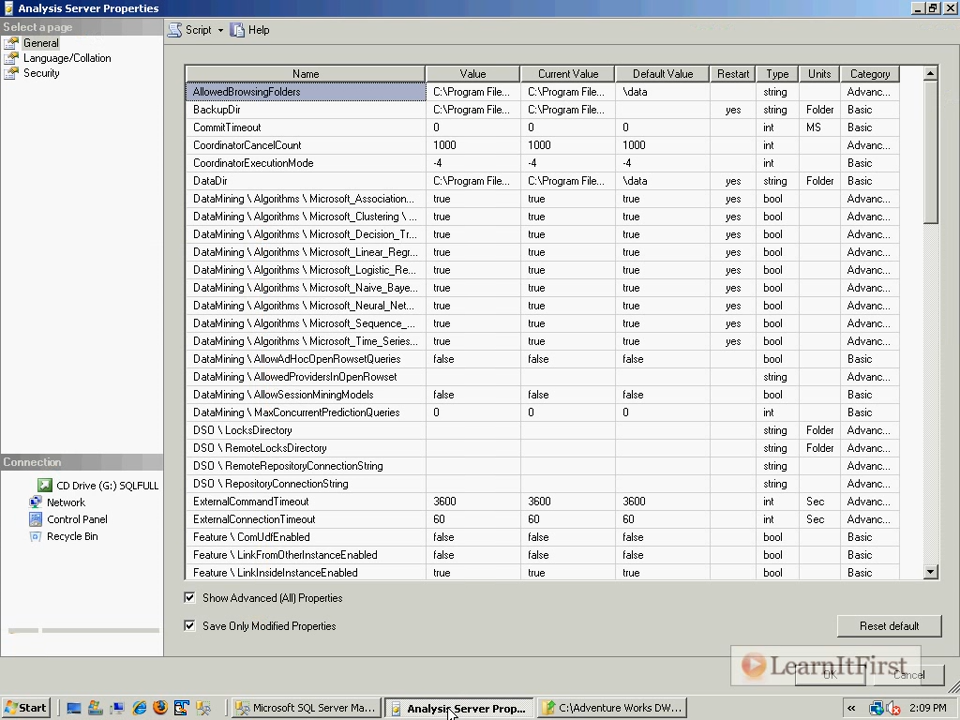 Analysis Server Properties
Select a page
General
Language/Collation
Security
Script Help
Name Value Current Value Default Value Restart Type Units Category
AllowedBrowsingFolders C:\Program File... C:\Program File... \data string Advanc...
BackupDir C:\Program File... C:\Program File... yes string Folder Basic
CommitTimeout 0 0 0 int MS Basic
CoordinatorCancelCount 1000 1000 1000 int Advanc...
CoordinatorExecutionMode -4 -4 -4 int Basic
DataDir C:\Program File... C:\Program File... \data yes string Folder Basic
DataMining \ Algorithms \ Microsoft_Association... true true true yes bool Advanc...
DataMining \ Algorithms \ Microsoft_Clustering \ ... true true true yes bool Advanc...
DataMining \ Algorithms \ Microsoft_Decision_Tr... true true true yes bool Advanc...
DataMining \ Algorithms \ Microsoft_Linear_Regr... true true true yes bool Advanc...
DataMining \ Algorithms \ Microsoft_Logistic_Re... true true true yes bool Advanc...
DataMining \ Algorithms \ Microsoft_Naive_Baye... true true true yes bool Advanc...
DataMining \ Algorithms \ Microsoft_Neural_Net... true true true yes bool Advanc...
DataMining \ Algorithms \ Microsoft_Sequence_... true true true yes bool Advanc...
DataMining \ Algorithms \ Microsoft_Time_Series... true true true yes bool Advanc...
DataMining \ AllowAdHocOpenRowsetQueries false false false bool Basic
DataMining \ AllowedProvidersInOpenRowset string Advanc...
DataMining \ AllowSessionMiningModels false false false bool Basic
DataMining \ MaxConcurrentPredictionQueries 0 0 0 int Basic
DSO \ LocksDirectory string Folder Advanc...
DSO \ RemoteLocksDirectory string Folder Advanc...
DSO \ RemoteRepositoryConnectionString string Advanc...
DSO \ RepositoryConnectionString string Advanc...
ExternalCommandTimeout 3600 3600 3600 int Sec Advanc...
ExternalConnectionTimeout 60 60 60 int Sec Advanc...
Feature \ ComUdfEnabled false false false bool Basic
Feature \ LinkFromOtherInstanceEnabled false false false bool Basic
Feature \ LinkInsideInstanceEnabled true true true bool Basic
Connection
CD Drive (G:) SQLFULL
Network
Control Panel
Recycle Bin
Show Advanced (All) Properties
Save Only Modified Properties
Reset default
LearnItFirst
OK Cancel
Start Microsoft SQL Server Ma... Analysis Server Prop... C:\Adventure Works DW... « 2:09 PM